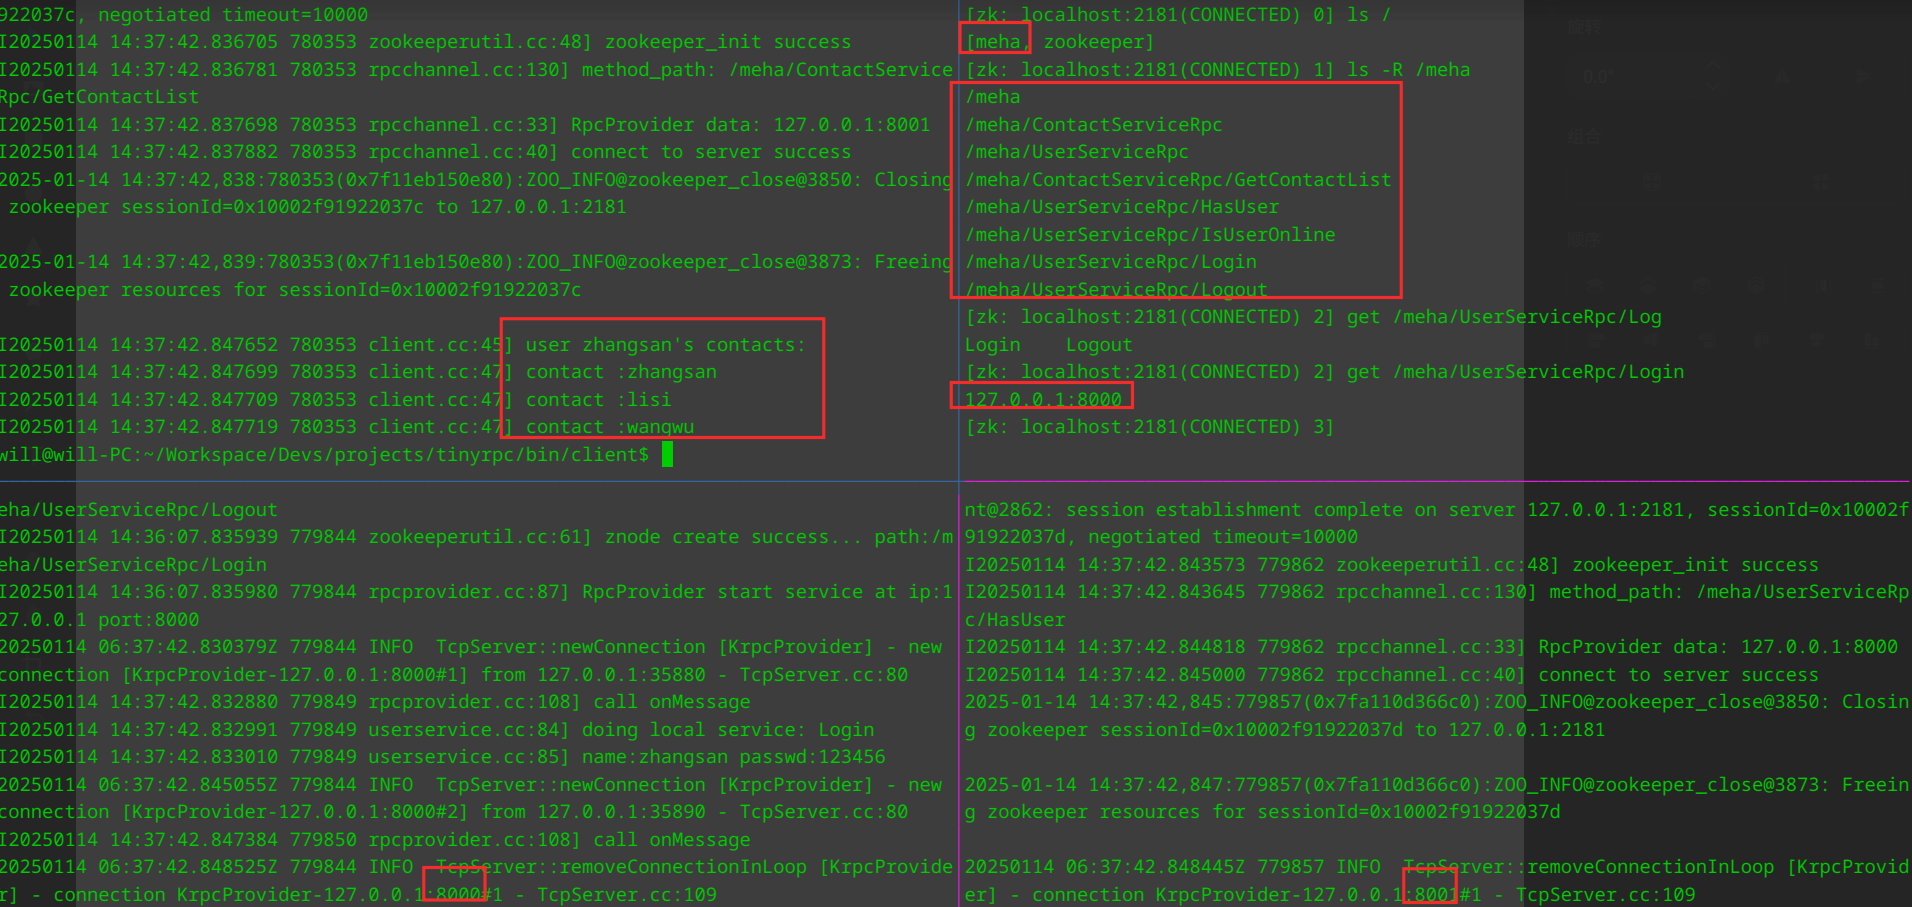 922037c, negotiated timeout=10000
I20250114 14:37:42.836705 780353 zookeeperutil.cc:48] zookeeper_init success
I20250114 14:37:42.836781 780353 rpcchannel.cc:130] method_path: /meha/ContactService
Rpc/GetContactList
I20250114 14:37:42.837698 780353 rpcchannel.cc:33] RpcProvider data: 127.0.0.1:8001
I20250114 14:37:42.837882 780353 rpcchannel.cc:40] connect to server success
2025-01-14 14:37:42,838:780353(0x7f11eb150e80):ZOO_INFO@zookeeper_close@3850: Closing
zookeeper sessionId=0x10002f91922037c to 127.0.0.1:2181
2025-01-14 14:37:42,839:780353(0x7f11eb150e80):ZOO_INFO@zookeeper_close@3873: Freeing
zookeeper resources for sessionId=0x10002f91922037c
I20250114 14:37:42.847652 780353 client.cc:45] user zhangsan's contacts:
I20250114 14:37:42.847699 780353 client.cc:47] contact :zhangsan
I20250114 14:37:42.847709 780353 client.cc:47] contact :lisi
I20250114 14:37:42.847719 780353 client.cc:47] contact :wangwu
will@will-PC:~/Workspace/Devs/projects/tinyrpc/bin/client$
[zk: localhost:2181(CONNECTED) 0] ls /
[meha, zookeeper]
[zk: localhost:2181(CONNECTED) 1] ls -R /meha
/meha
/meha/ContactServiceRpc
/meha/UserServiceRpc
/meha/ContactServiceRpc/GetContactList
/meha/UserServiceRpc/HasUser
/meha/UserServiceRpc/IsUserOnline
/meha/UserServiceRpc/Login
/meha/UserServiceRpc/Logout
[zk: localhost:2181(CONNECTED) 2] get /meha/UserServiceRpc/Log
Login    Logout
[zk: localhost:2181(CONNECTED) 2] get /meha/UserServiceRpc/Login
127.0.0.1:8000
[zk: localhost:2181(CONNECTED) 3]
eha/UserServiceRpc/Logout
I20250114 14:36:07.835939 779844 zookeeperutil.cc:61] znode create success... path:/m
eha/UserServiceRpc/Login
I20250114 14:36:07.835980 779844 rpcprovider.cc:87] RpcProvider start service at ip:1
27.0.0.1 port:8000
20250114 06:37:42.830379Z 779844 INFO  TcpServer::newConnection [KrpcProvider] - new
connection [KrpcProvider-127.0.0.1:8000#1] from 127.0.0.1:35880 - TcpServer.cc:80
I20250114 14:37:42.832880 779849 rpcprovider.cc:108] call onMessage
I20250114 14:37:42.832991 779849 userservice.cc:84] doing local service: Login
I20250114 14:37:42.833010 779849 userservice.cc:85] name:zhangsan passwd:123456
20250114 06:37:42.845055Z 779844 INFO  TcpServer::newConnection [KrpcProvider] - new
connection [KrpcProvider-127.0.0.1:8000#2] from 127.0.0.1:35890 - TcpServer.cc:80
I20250114 14:37:42.847384 779850 rpcprovider.cc:108] call onMessage
20250114 06:37:42.848525Z 779844 INFO  TcpServer::removeConnectionInLoop [KrpcProvide
r] - connection KrpcProvider-127.0.0.1:8000#1 - TcpServer.cc:109
nt@2862: session establishment complete on server 127.0.0.1:2181, sessionId=0x10002f
91922037d, negotiated timeout=10000
I20250114 14:37:42.843573 779862 zookeeperutil.cc:48] zookeeper_init success
I20250114 14:37:42.843645 779862 rpcchannel.cc:130] method_path: /meha/UserServiceRp
c/HasUser
I20250114 14:37:42.844818 779862 rpcchannel.cc:33] RpcProvider data: 127.0.0.1:8000
I20250114 14:37:42.845000 779862 rpcchannel.cc:40] connect to server success
2025-01-14 14:37:42,845:779857(0x7fa110d366c0):ZOO_INFO@zookeeper_close@3850: Closin
g zookeeper sessionId=0x10002f91922037d to 127.0.0.1:2181
2025-01-14 14:37:42,847:779857(0x7fa110d366c0):ZOO_INFO@zookeeper_close@3873: Freein
g zookeeper resources for sessionId=0x10002f91922037d
20250114 06:37:42.848445Z 779857 INFO  TcpServer::removeConnectionInLoop [KrpcProvid
er] - connection KrpcProvider-127.0.0.1:8001#1 - TcpServer.cc:109